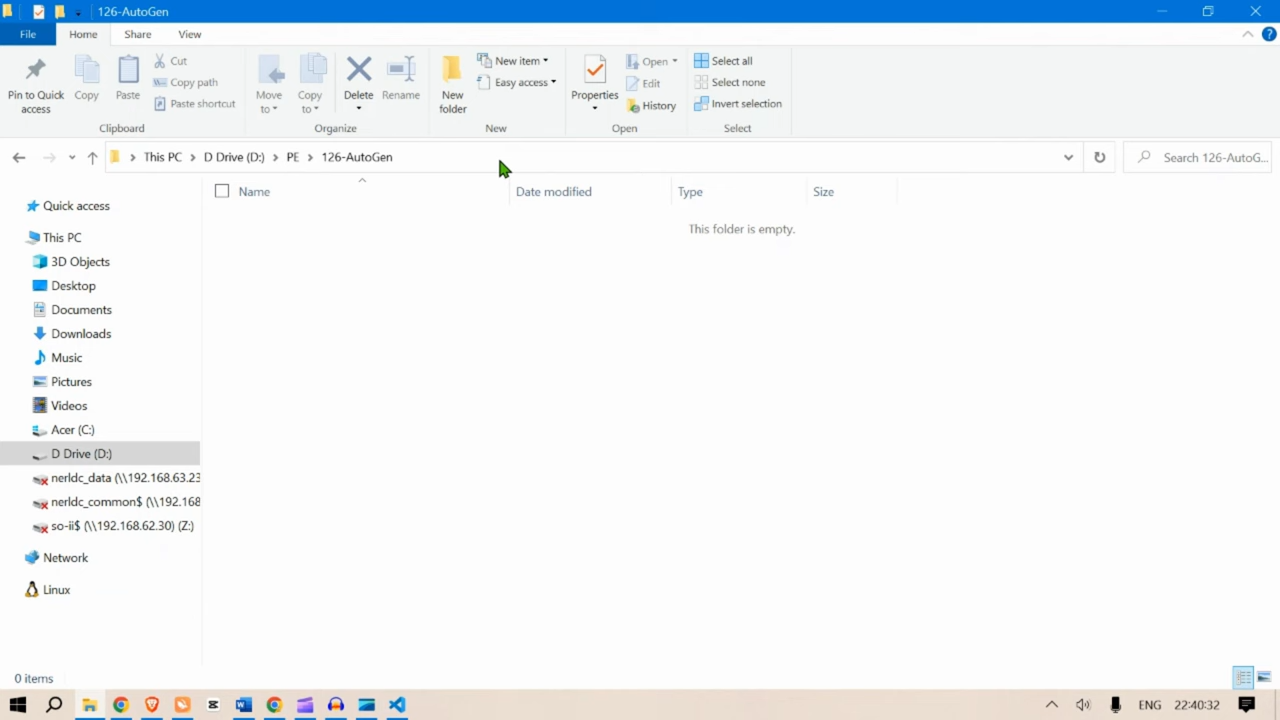 126-AutoGen
File
Home
Share
View
Pin to Quick access
Copy
Paste
Cut
Copy path
Paste shortcut
Clipboard
Move to
Copy to
Delete
Rename
Organize
New folder
New item
Easy access
New
Properties
Open
Edit
History
Open
Select all
Select none
Invert selection
Select
This PC
D Drive (D:)
PE
126-AutoGen
Search 126-AutoG...
Name
Date modified
Type
Size
This folder is empty.
Quick access
This PC
3D Objects
Desktop
Documents
Downloads
Music
Pictures
Videos
Acer (C:)
D Drive (D:)
nerldc_data (\\192.168.63.23
nerldc_common$ (\\192.168
so-ii$ (\\192.168.62.30) (Z:)
Network
Linux
0 items
ENG
22:40:32